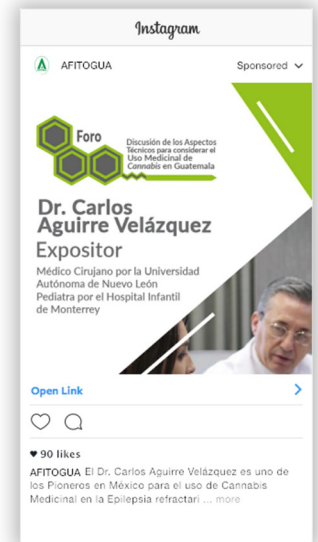 Instagram
AFITOGUA
Sponsored
Foro
Discusión de los Aspectos
Técnicos para considerar el
Uso Medicinal de
Cannabis en Guatemala
Dr. Carlos
Aguirre Velázquez
Expositor
Médico Cirujano por la Universidad
Autónoma de Nuevo León
Pediatra por el Hospital Infantil
de Monterrey
Open Link
90 likes
AFITOGUA El Dr. Carlos Aguirre Velázquez es uno de
los Pioneros en México para el uso de Cannabis
Medicinal en la Epilepsia refractari ... more